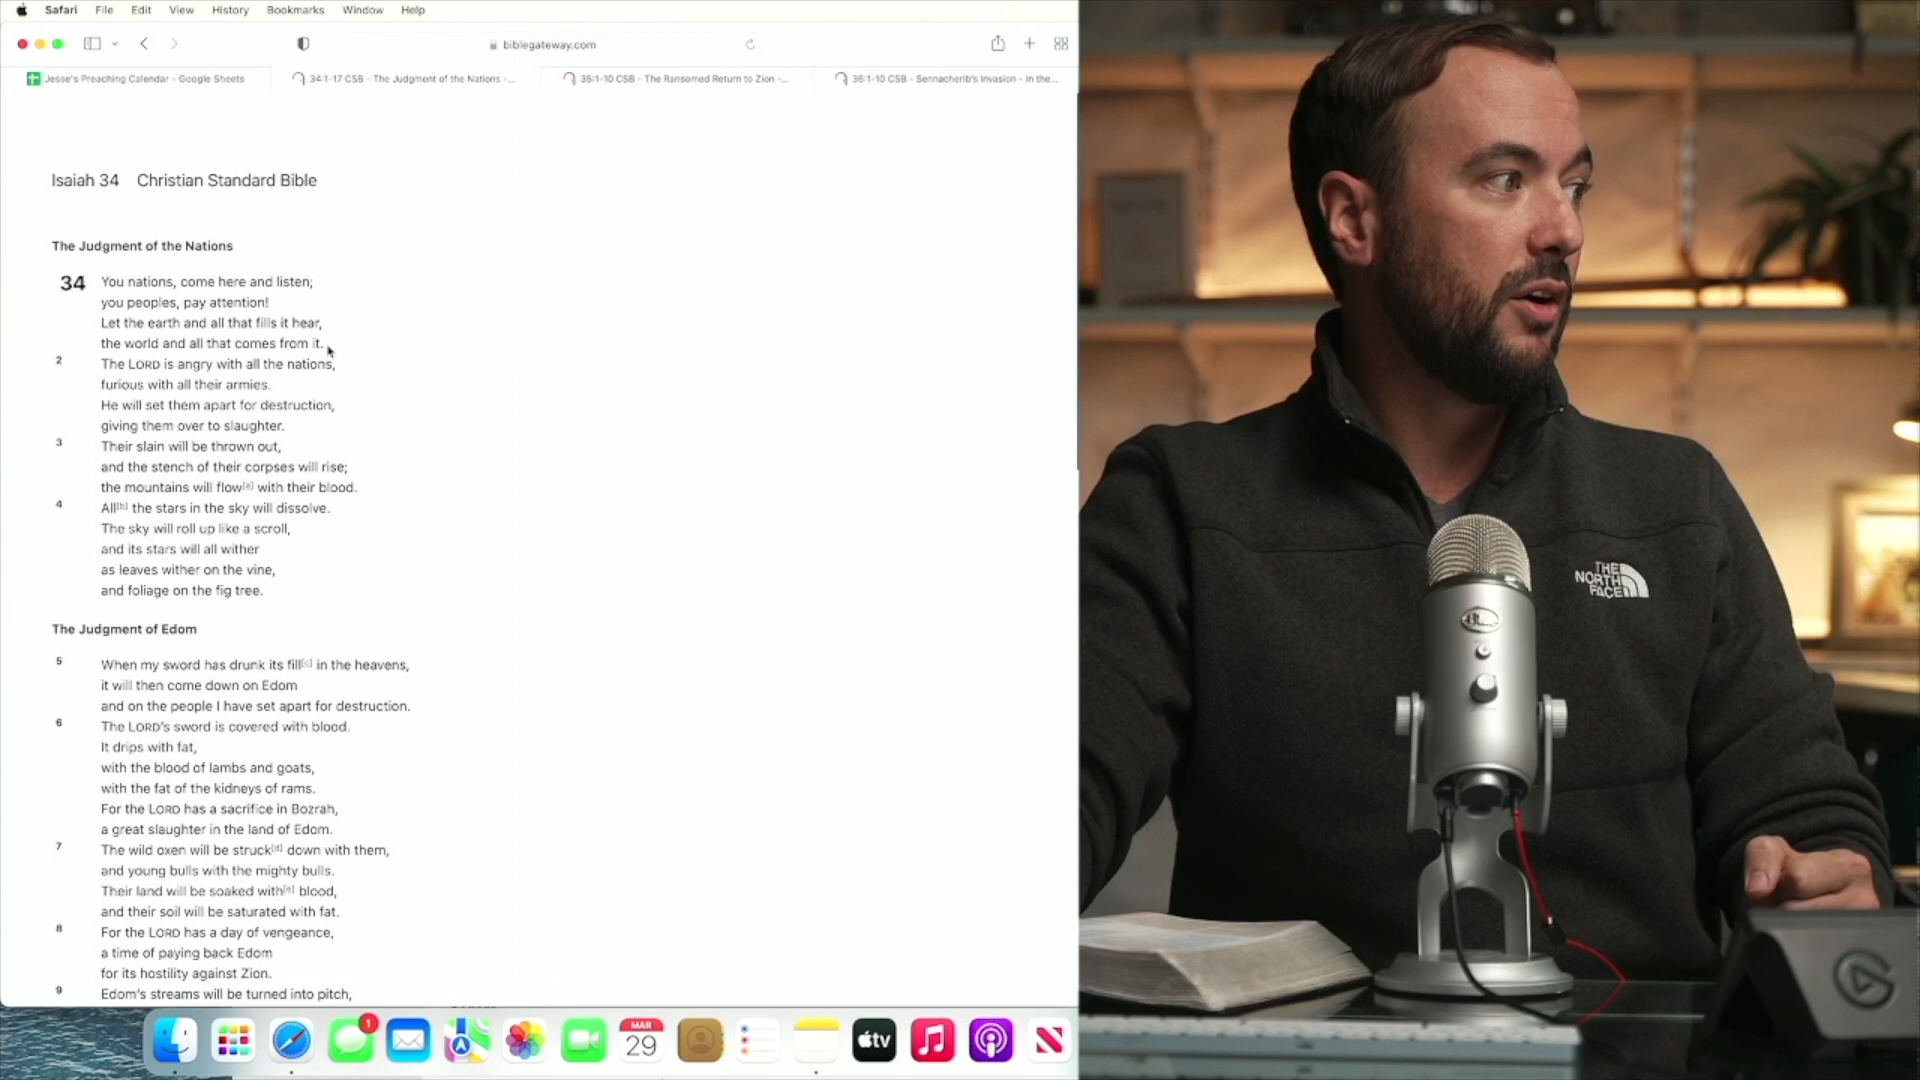 Safari File Edit View History Bookmarks Window Help
biblegateway.com
Jesse's Preaching Calendar - Google Sheets
34:1-17 CSB - The Judgment of the Nations -...
35:1-10 CSB - The Ransomed Return to Zion -...
36:1-10 CSB - Sennacherib's Invasion - In the...
Isaiah 34 Christian Standard Bible
The Judgment of the Nations
34 You nations, come here and listen;
you peoples, pay attention!
Let the earth and all that fills it hear,
the world and all that comes from it.
2 The LORD is angry with all the nations,
furious with all their armies.
He will set them apart for destruction,
giving them over to slaughter.
3 Their slain will be thrown out,
and the stench of their corpses will rise;
the mountains will flow[a] with their blood.
4 All[b] the stars in the sky will dissolve.
The sky will roll up like a scroll,
and its stars will all wither
as leaves wither on the vine,
and foliage on the fig tree.
The Judgment of Edom
5 When my sword has drunk its fill[c] in the heavens,
it will then come down on Edom
and on the people I have set apart for destruction.
6 The LORD's sword is covered with blood.
It drips with fat,
with the blood of lambs and goats,
with the fat of the kidneys of rams.
For the LORD has a sacrifice in Bozrah,
a great slaughter in the land of Edom.
7 The wild oxen will be struck[d] down with them,
and young bulls with the mighty bulls.
Their land will be soaked with[e] blood,
and their soil will be saturated with fat.
8 For the LORD has a day of vengeance,
a time of paying back Edom
for its hostility against Zion.
9 Edom's streams will be turned into pitch,
1
MAR
29
tv
THE
NORTH
FACE